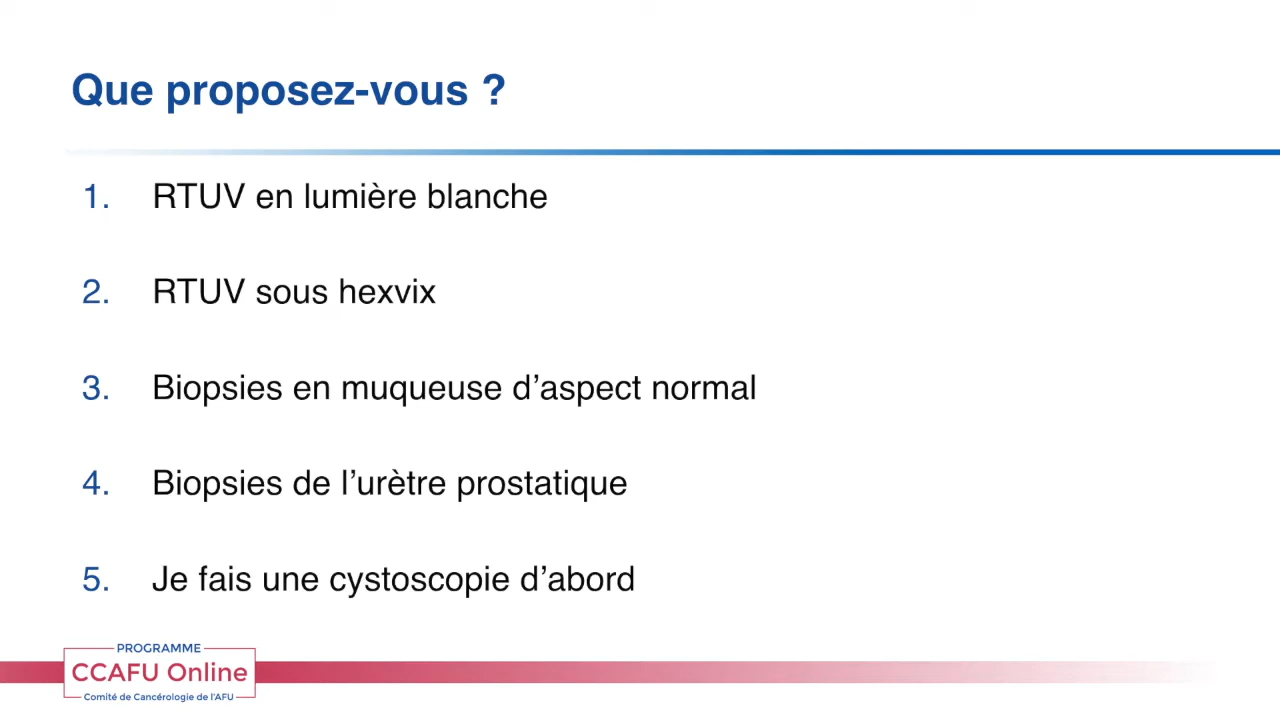 Que proposez-vous ?
1. RTUV en lumière blanche
2. RTUV sous hexvix
3. Biopsies en muqueuse d’aspect normal
4. Biopsies de l’urètre prostatique
5. Je fais une cystoscopie d’abord
PROGRAMME
CCAFU Online
Comité de Cancérologie de l'AFU